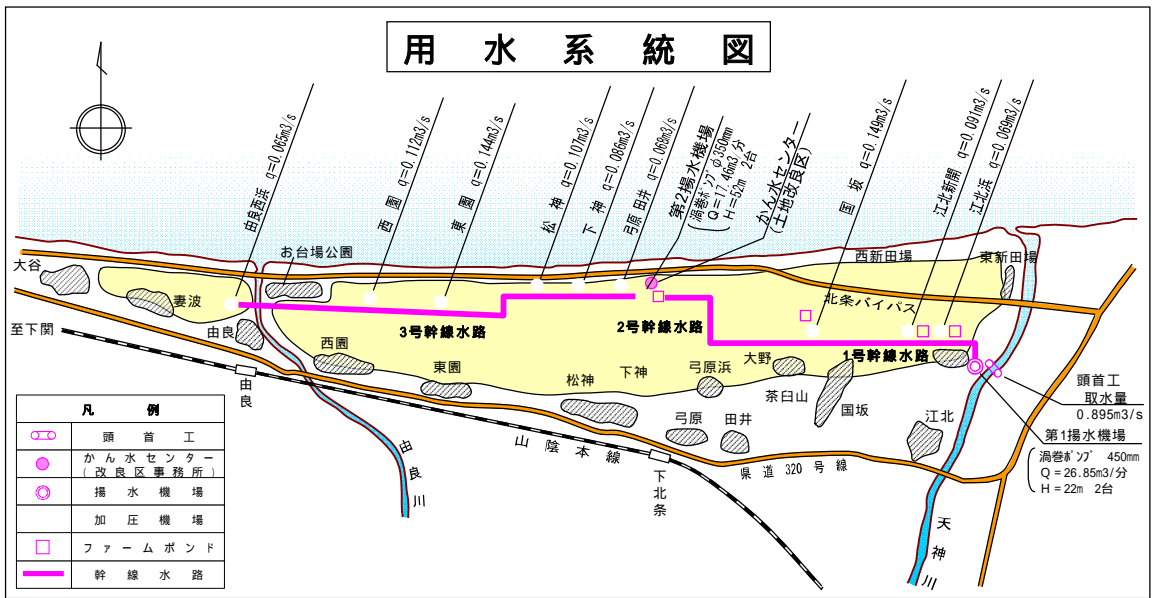 用水系統図
由良西浜 q=0.065m3/s
西園 q=0.112m3/s
東園 q=0.144m3/s
松神 q=0.107m3/s
下神 q=0.086m3/s
弓原田井 q=0.068m3/s
第2揚水機場
渦巻ポンプφ350mm
Q=17.46m3/分
H=52m 2台
かん水センター
(土地改良区)
国坂 q=0.149m3/s
江北新開 q=0.091m3/s
江北浜 q=0.069m3/s
大谷
お台場公園
西新田場
東新田場
妻波
北条バイパス
至下関
由良
3号幹線水路
2号幹線水路
1号幹線水路
西園
東園
松神
下神
弓原浜
大野
茶臼山
国坂
江北
弓原
田井
由良
由良川
山陰本線
下北条
県道320号線
天神川
頭首工
取水量
0.895m3/s
第1揚水機場
渦巻ポンプ 450mm
Q=26.85m3/分
H=22m 2台
凡例
頭首工
かん水センター
(改良区事務所)
揚水機場
加圧機場
ファームポンド
幹線水路